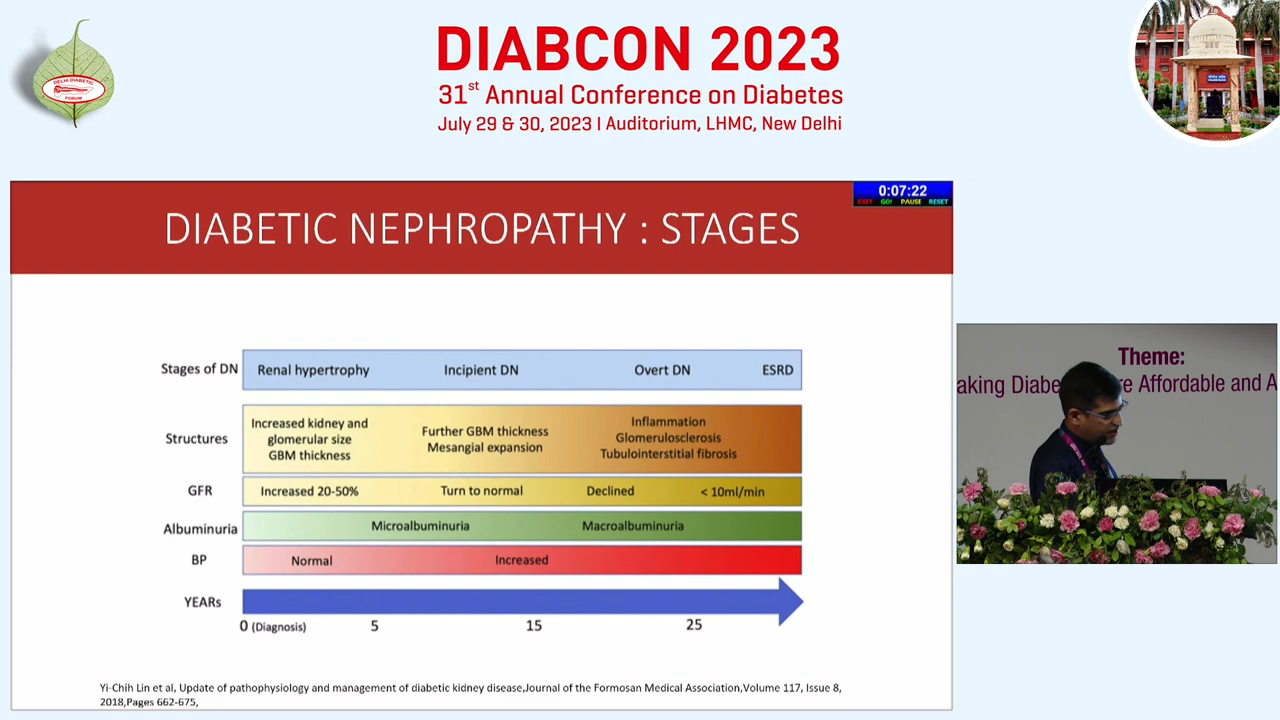 DELHI DIABETIC
FORUM
DIABCON 2023
31st Annual Conference on Diabetes
July 29 & 30, 2023 | Auditorium, LHMC, New Delhi
0:07:22
EXIT GO! PAUSE RESET
DIABETIC NEPHROPATHY : STAGES
Stages of DN Renal hypertrophy Incipient DN Overt DN ESRD
Structures
Increased kidney and
glomerular size
GBM thickness
Further GBM thickness
Mesangial expansion
Inflammation
Glomerulosclerosis
Tubulointerstitial fibrosis
GFR Increased 20-50% Turn to normal Declined < 10ml/min
Albuminuria Microalbuminuria Macroalbuminuria
BP Normal Increased
YEARs
0 (Diagnosis) 5 15 25
Yi-Chih Lin et al, Update of pathophysiology and management of diabetic kidney disease,Journal of the Formosan Medical Association,Volume 117, Issue 8,
2018,Pages 662-675,
Theme:
aking Diabe re Affordable and A